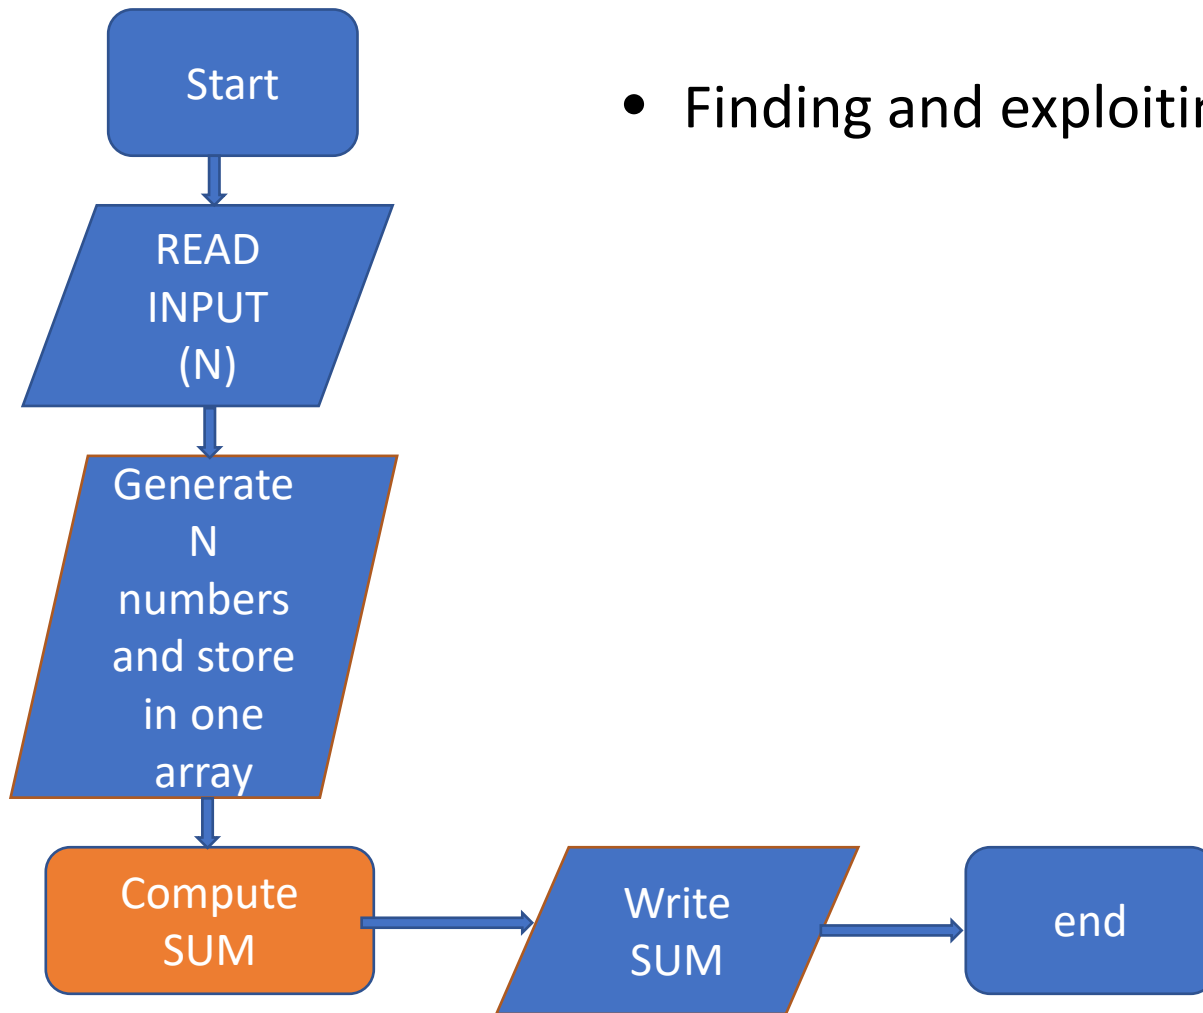 Start
• Finding and exploitin
READ
INPUT
(N)
Generate
N
numbers
and store
in one
array
Compute
SUM
Write
SUM
end